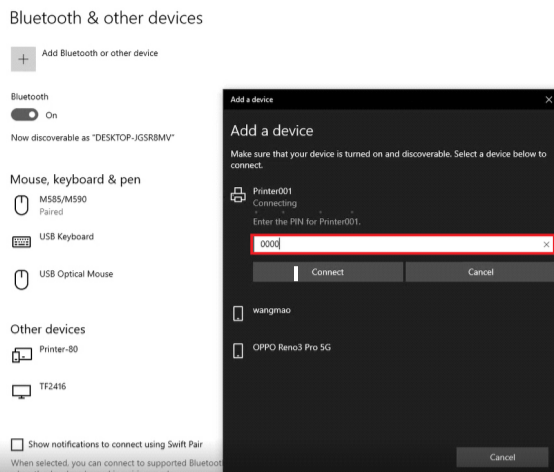 Bluetooth & other devices
Add Bluetooth or other device
Bluetooth
On
Now discoverable as "DESKTOP-JGSR8MV"
Mouse, keyboard & pen
M585/M590
Paired
USB Keyboard
USB Optical Mouse
Other devices
Printer-80
TF2416
Show notifications to connect using Swift Pair
When selected, you can connect to supported Bluetoot
Add a device
Add a device
Make sure that your device is turned on and discoverable. Select a device below to
connect.
Printer001
Connecting
Enter the PIN for Printer001.
0000
Connect
Cancel
wangmao
OPPO Reno3 Pro 5G
Cancel